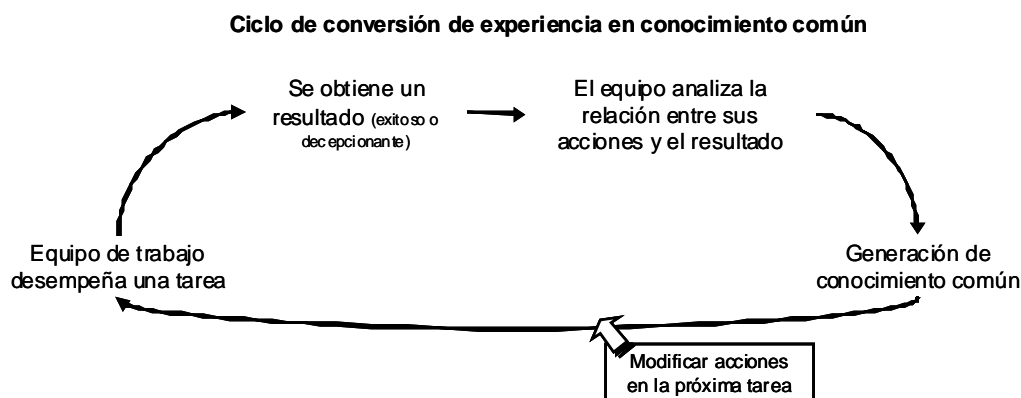 Ciclo de conversión de experiencia en conocimiento común
Se obtiene un
resultado (exitoso o
decepcionante)
El equipo analiza la
relación entre sus
acciones y el resultado
Equipo de trabajo
desempeña una tarea
Generación de
conocimiento común
Modificar acciones
en la próxima tarea